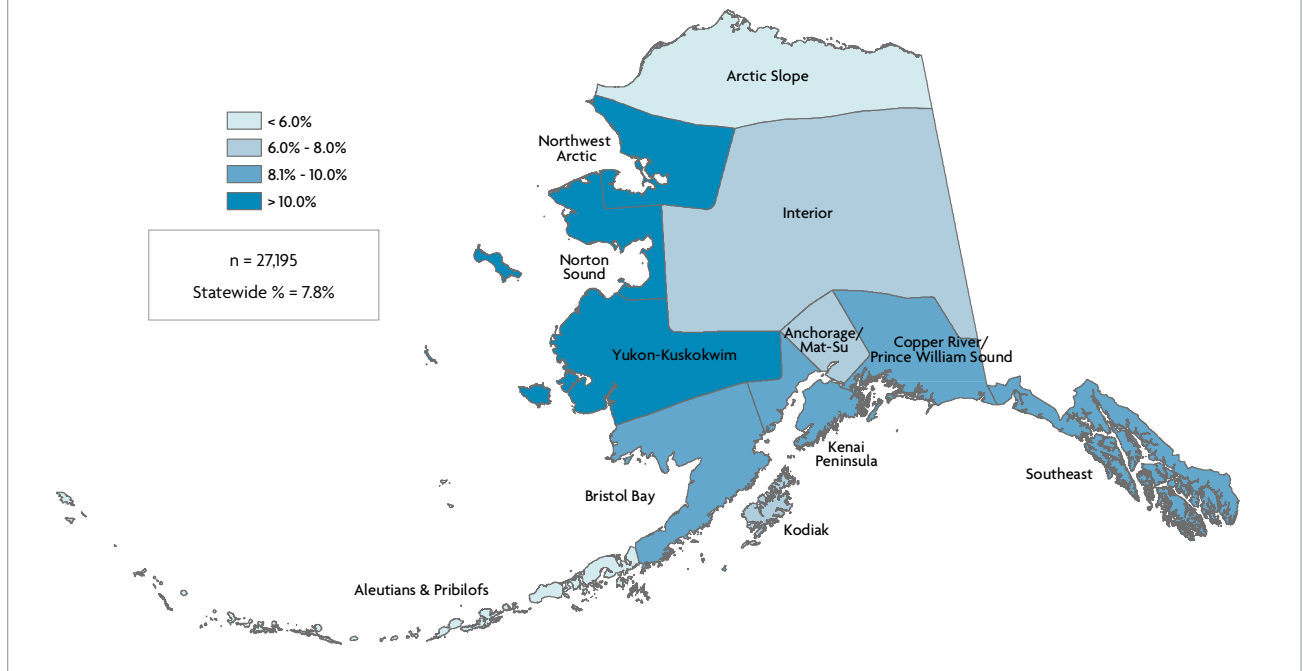 Arctic Slope
< 6.0%
6.0% - 8.0%
8.1% - 10.0%
> 10.0%
Northwest
Arctic
n = 27,195
Statewide % = 7.8%
Interior
Norton
Sound
Anchorage/
Mat-Su
Copper River/
Prince William Sound
Yukon-Kuskokwim
Kenai
Peninsula
Southeast
Bristol Bay
Kodiak
Aleutians & Pribilofs